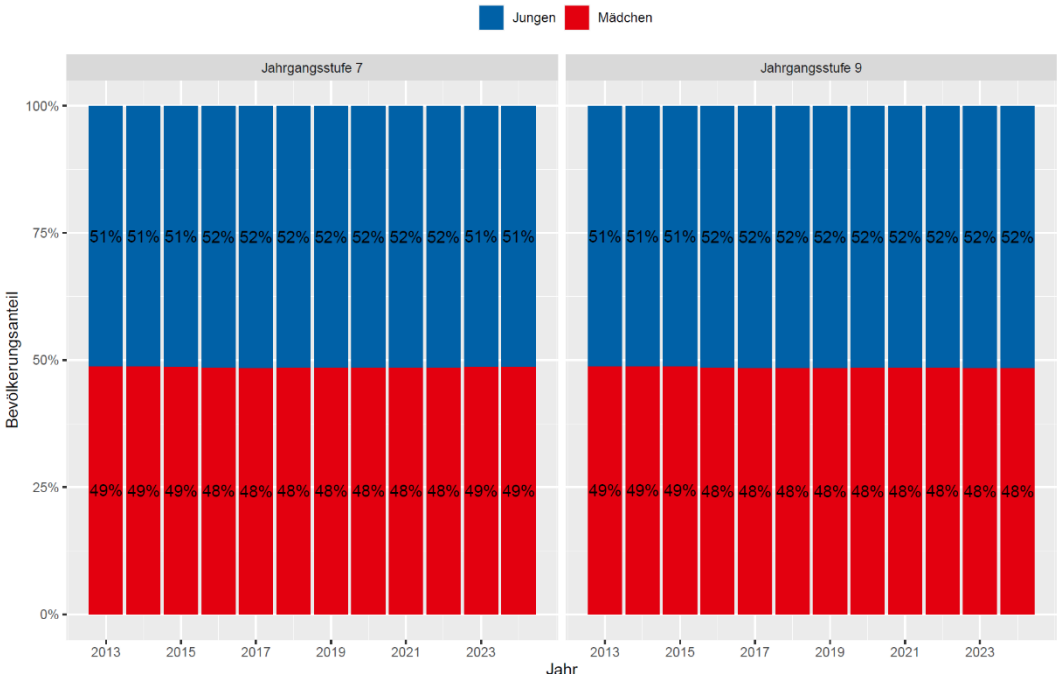 Jungen Mädchen
Jahrgangsstufe 7 Jahrgangsstufe 9
100%
75%
51% 51% 51% 52% 52% 52% 52% 52% 52% 52% 51% 51% 51% 51% 51% 52% 52% 52% 52% 52% 52% 52% 52% 52%
Bevölkerungsanteil
50%
25%
49% 49% 49% 48% 48% 48% 48% 48% 48% 48% 49% 49% 49% 49% 49% 48% 48% 48% 48% 48% 48% 48% 48% 48%
0%
2013 2015 2017 2019 2021 2023 2013 2015 2017 2019 2021 2023
Jahr